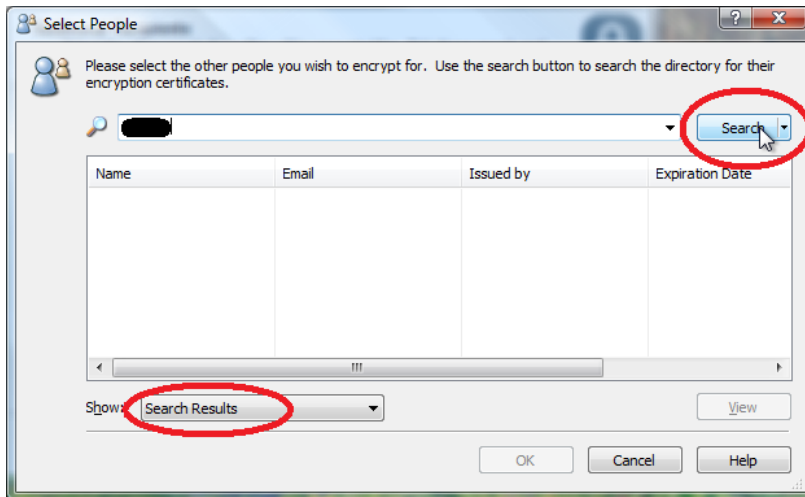 Select People
Please select the other people you wish to encrypt for.  Use the search button to search the directory for their
encryption certificates.
Search
Name Email Issued by Expiration Date
Show: Search Results View
OK Cancel Help